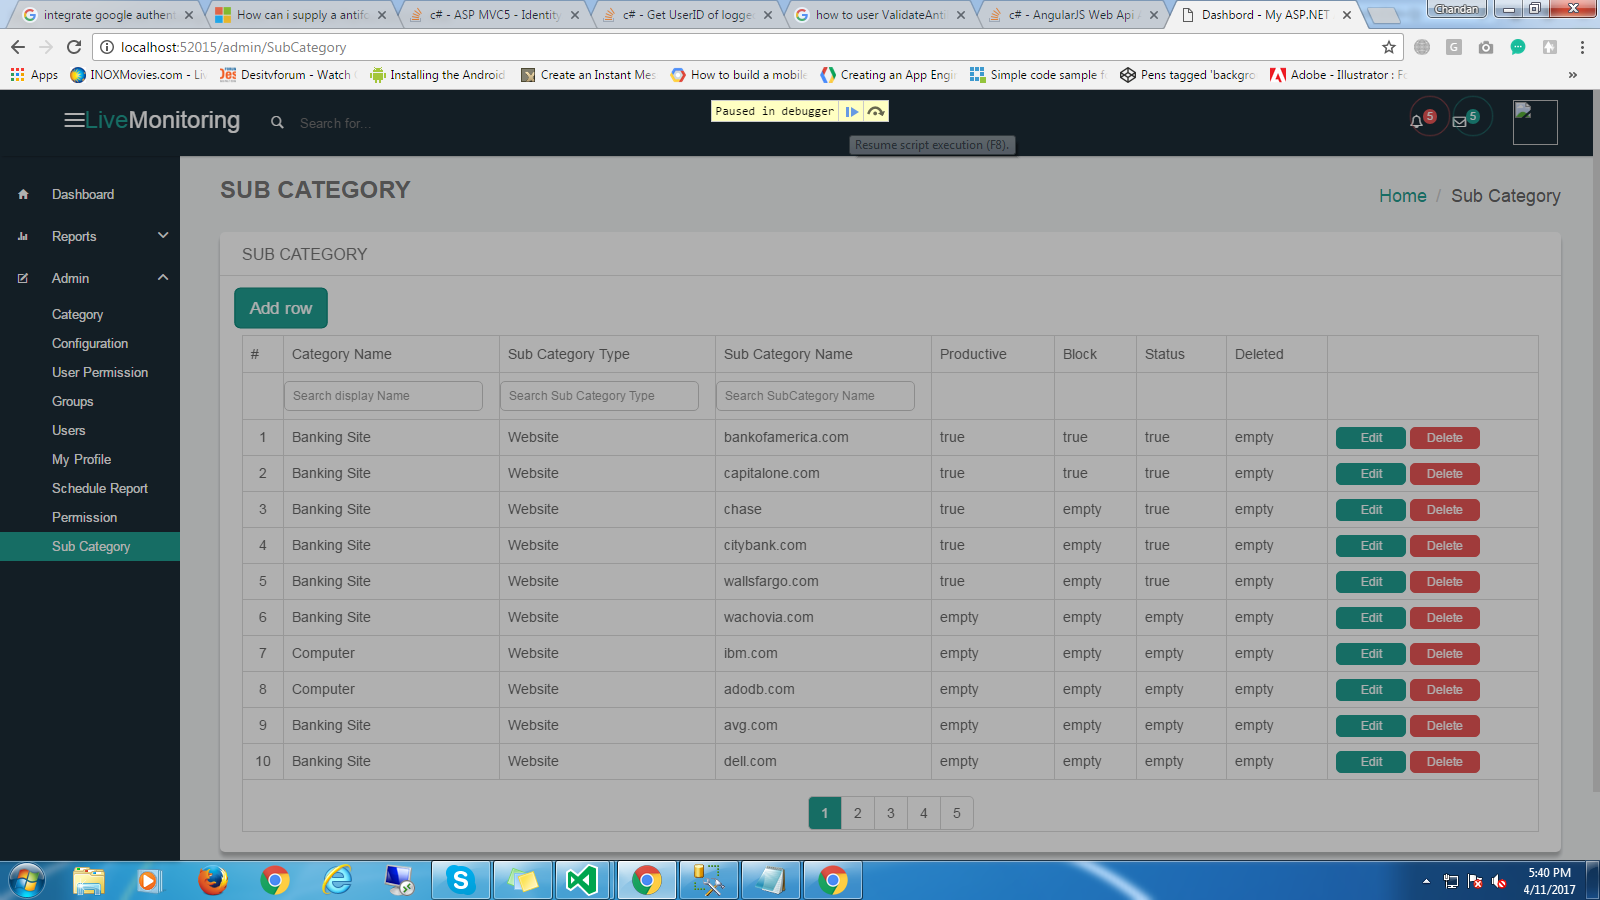 integrate google authent
How can i supply a antifo
c# - ASP MVC5 - Identity
c# - Get UserID of logge
how to user ValidateAnti
c# - AngularJS Web Api
Dashbord - My ASP.NET
Chandan
localhost:52015/admin/SubCategory
Apps
INOXMovies.com - Liv
Desitvforum - Watch
Installing the Android
Create an Instant Mes
How to build a mobile
Creating an App Engi
Simple code sample f
Pens tagged 'backgro
Adobe - Illustrator : Fo
»
LiveMonitoring
Search for...
Paused in debugger
5
5
Resume script execution (F8).
SUB CATEGORY
Home / Sub Category
Dashboard
Reports
Admin
Category
Configuration
User Permission
Groups
Users
My Profile
Schedule Report
Permission
Sub Category
SUB CATEGORY
Add row
# Category Name Sub Category Type Sub Category Name Productive Block Status Deleted
Search display Name Search Sub Category Type Search SubCategory Name
1 Banking Site Website bankofamerica.com true true true empty Edit Delete
2 Banking Site Website capitalone.com true true true empty Edit Delete
3 Banking Site Website chase true empty true empty Edit Delete
4 Banking Site Website citybank.com true empty true empty Edit Delete
5 Banking Site Website wallsfargo.com true empty true empty Edit Delete
6 Banking Site Website wachovia.com empty empty empty empty Edit Delete
7 Computer Website ibm.com empty empty empty empty Edit Delete
8 Computer Website adodb.com empty empty empty empty Edit Delete
9 Banking Site Website avg.com empty empty empty empty Edit Delete
10 Banking Site Website dell.com empty empty empty empty Edit Delete
1 2 3 4 5
5:40 PM
4/11/2017